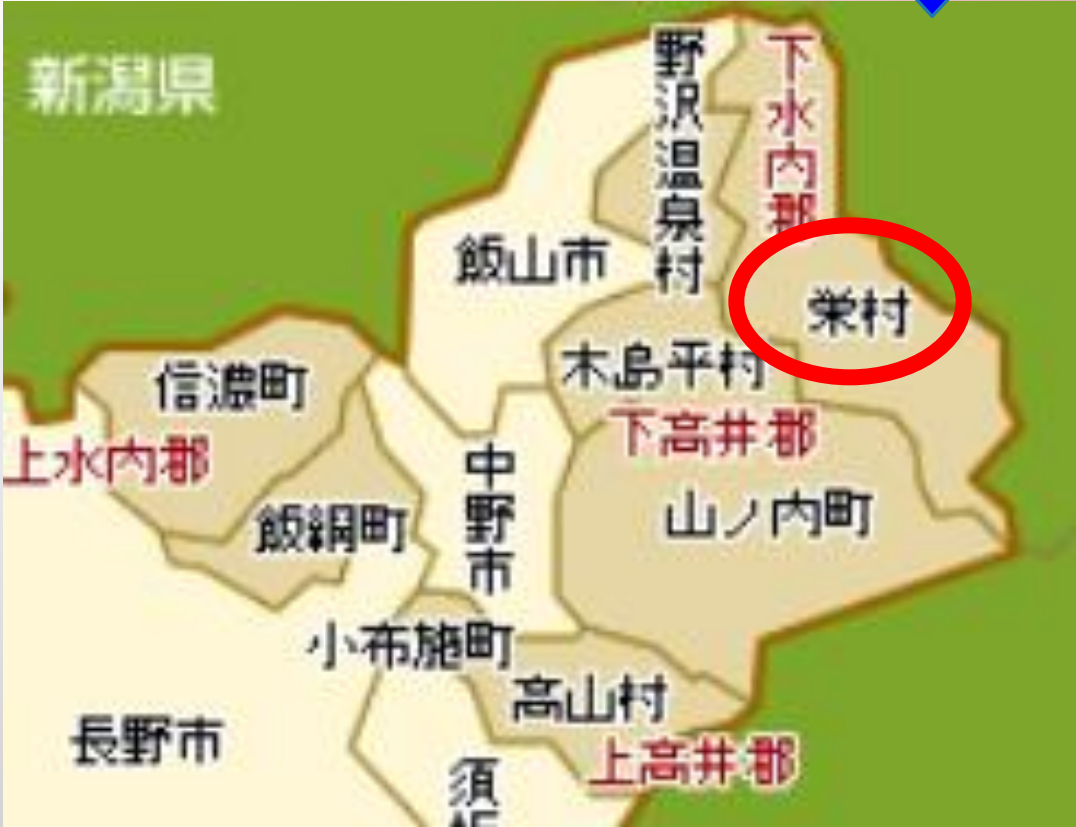 新潟県
野沢温泉村
下水内郡
飯山市
栄村
木島平村
信濃町
下高井郡
上水内郡
中野市
山ノ内町
飯綱町
小布施町
高山村
長野市
上高井郡
須